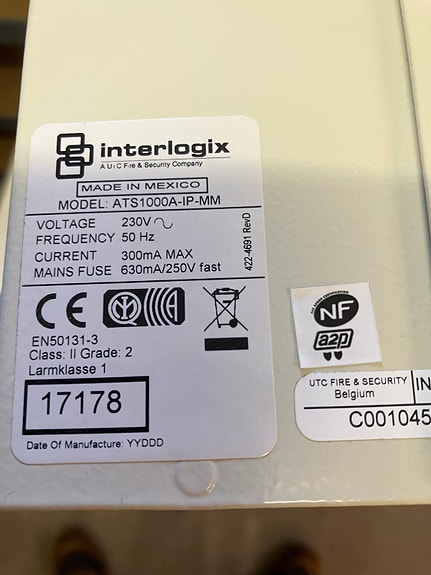 interlogix
A UTC Fire & Security Company
MADE IN MEXICO
MODEL: ATS1000A-IP-MM
VOLTAGE 230V
FREQUENCY 50 Hz
CURRENT 300mA MAX
MAINS FUSE 630mA/250V fast
422-4691 RevD
CE
EN50131-3
Class: II Grade: 2
Larmklasse 1
17178
Date Of Manufacture: YYDDD
NF
a2p
UTC FIRE & SECURITY
Belgium
IN
C001045